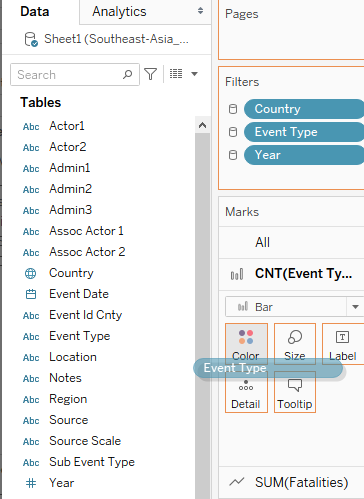 Data
Analytics
Sheet1 (Southeast-Asia_...
Search
Tables
Abc Actor1
Abc Actor2
Abc Admin1
Abc Admin2
Abc Admin3
Abc Assoc Actor 1
Abc Assoc Actor 2
Country
Event Date
Abc Event Id Cnty
Abc Event Type
Abc Location
Abc Notes
Abc Region
Abc Source
Abc Source Scale
Abc Sub Event Type
# Year
Pages
Filters
Country
Event Type
Year
Marks
All
CNT(Event Ty...
Bar
Color
Size
Label
Event Type
Detail
Tooltip
SUM(Fatalities)